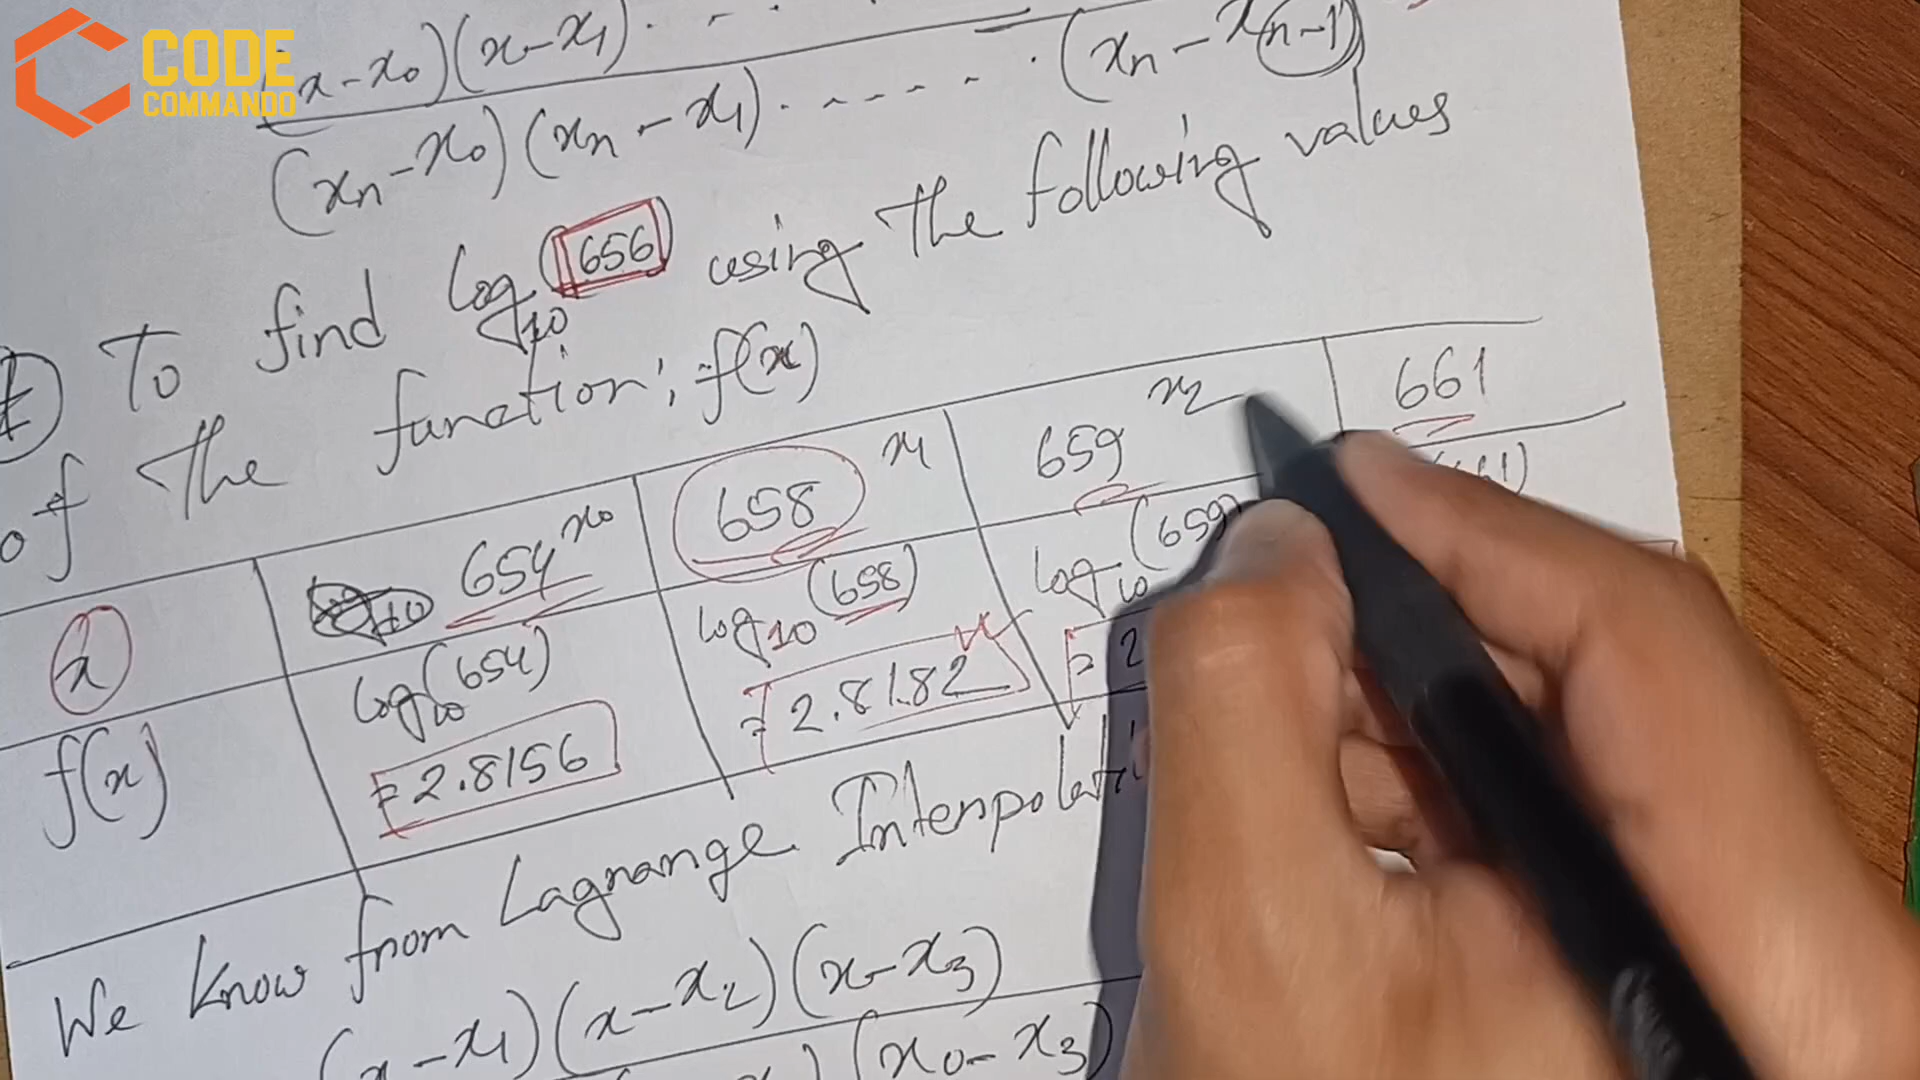 CODE
COMMANDO
(x-x₀)(x-x₁).....
(xₙ-x₀)(xₙ-x₁)........(xₙ-xₙ₋₁)
To find log₁₀(656) using the following values
of the function; f(x)
x 654 x₀ 658 x₁ 659 x₂ 661
f(x) log₁₀(654) log₁₀(658) log₁₀(659)
= 2.8156 = 2.8182 = 2
We know from Lagrange
(x-x₁)(x-x₂)(x-x₃)
(x₀-x₃)